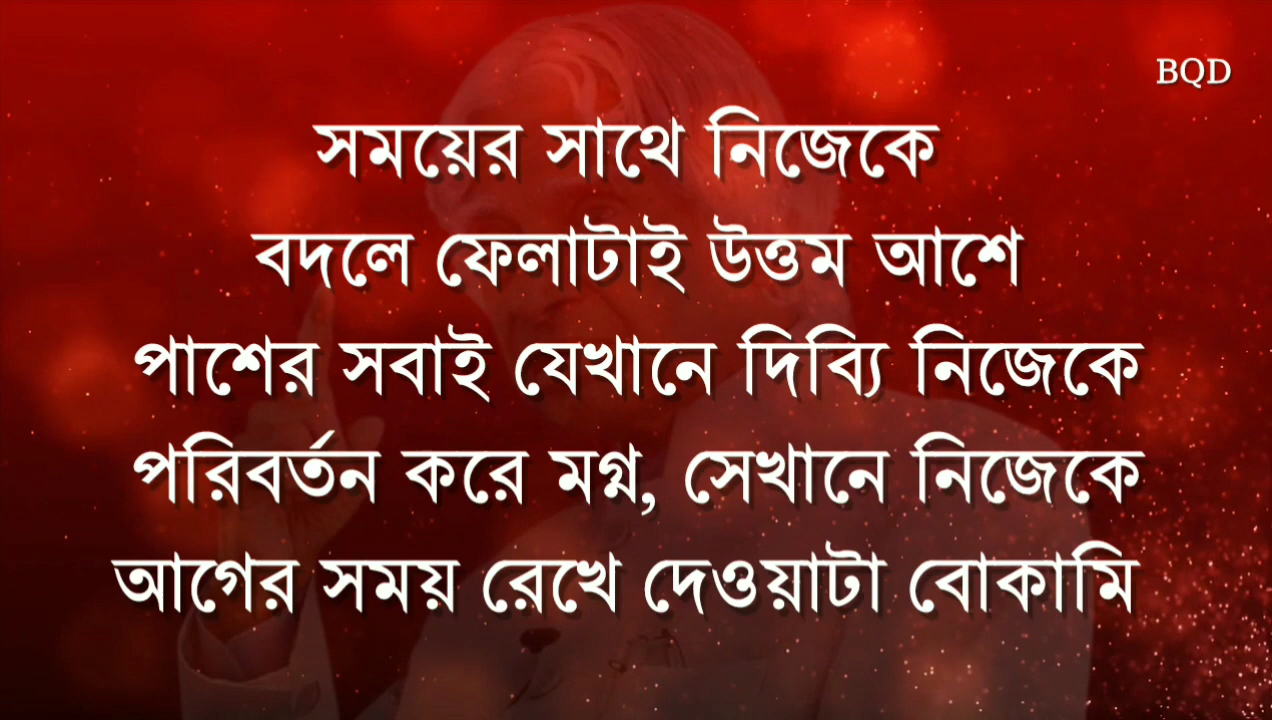 BQD
সময়ের সাথে নিজেকে
বদলে ফেলাটাই উত্তম আশে
পাশের সবাই যেখানে দিব্যি নিজেকে
পরিবর্তন করে মগ্ন, সেখানে নিজেকে
আগের সময় রেখে দেওয়াটা বোকামি